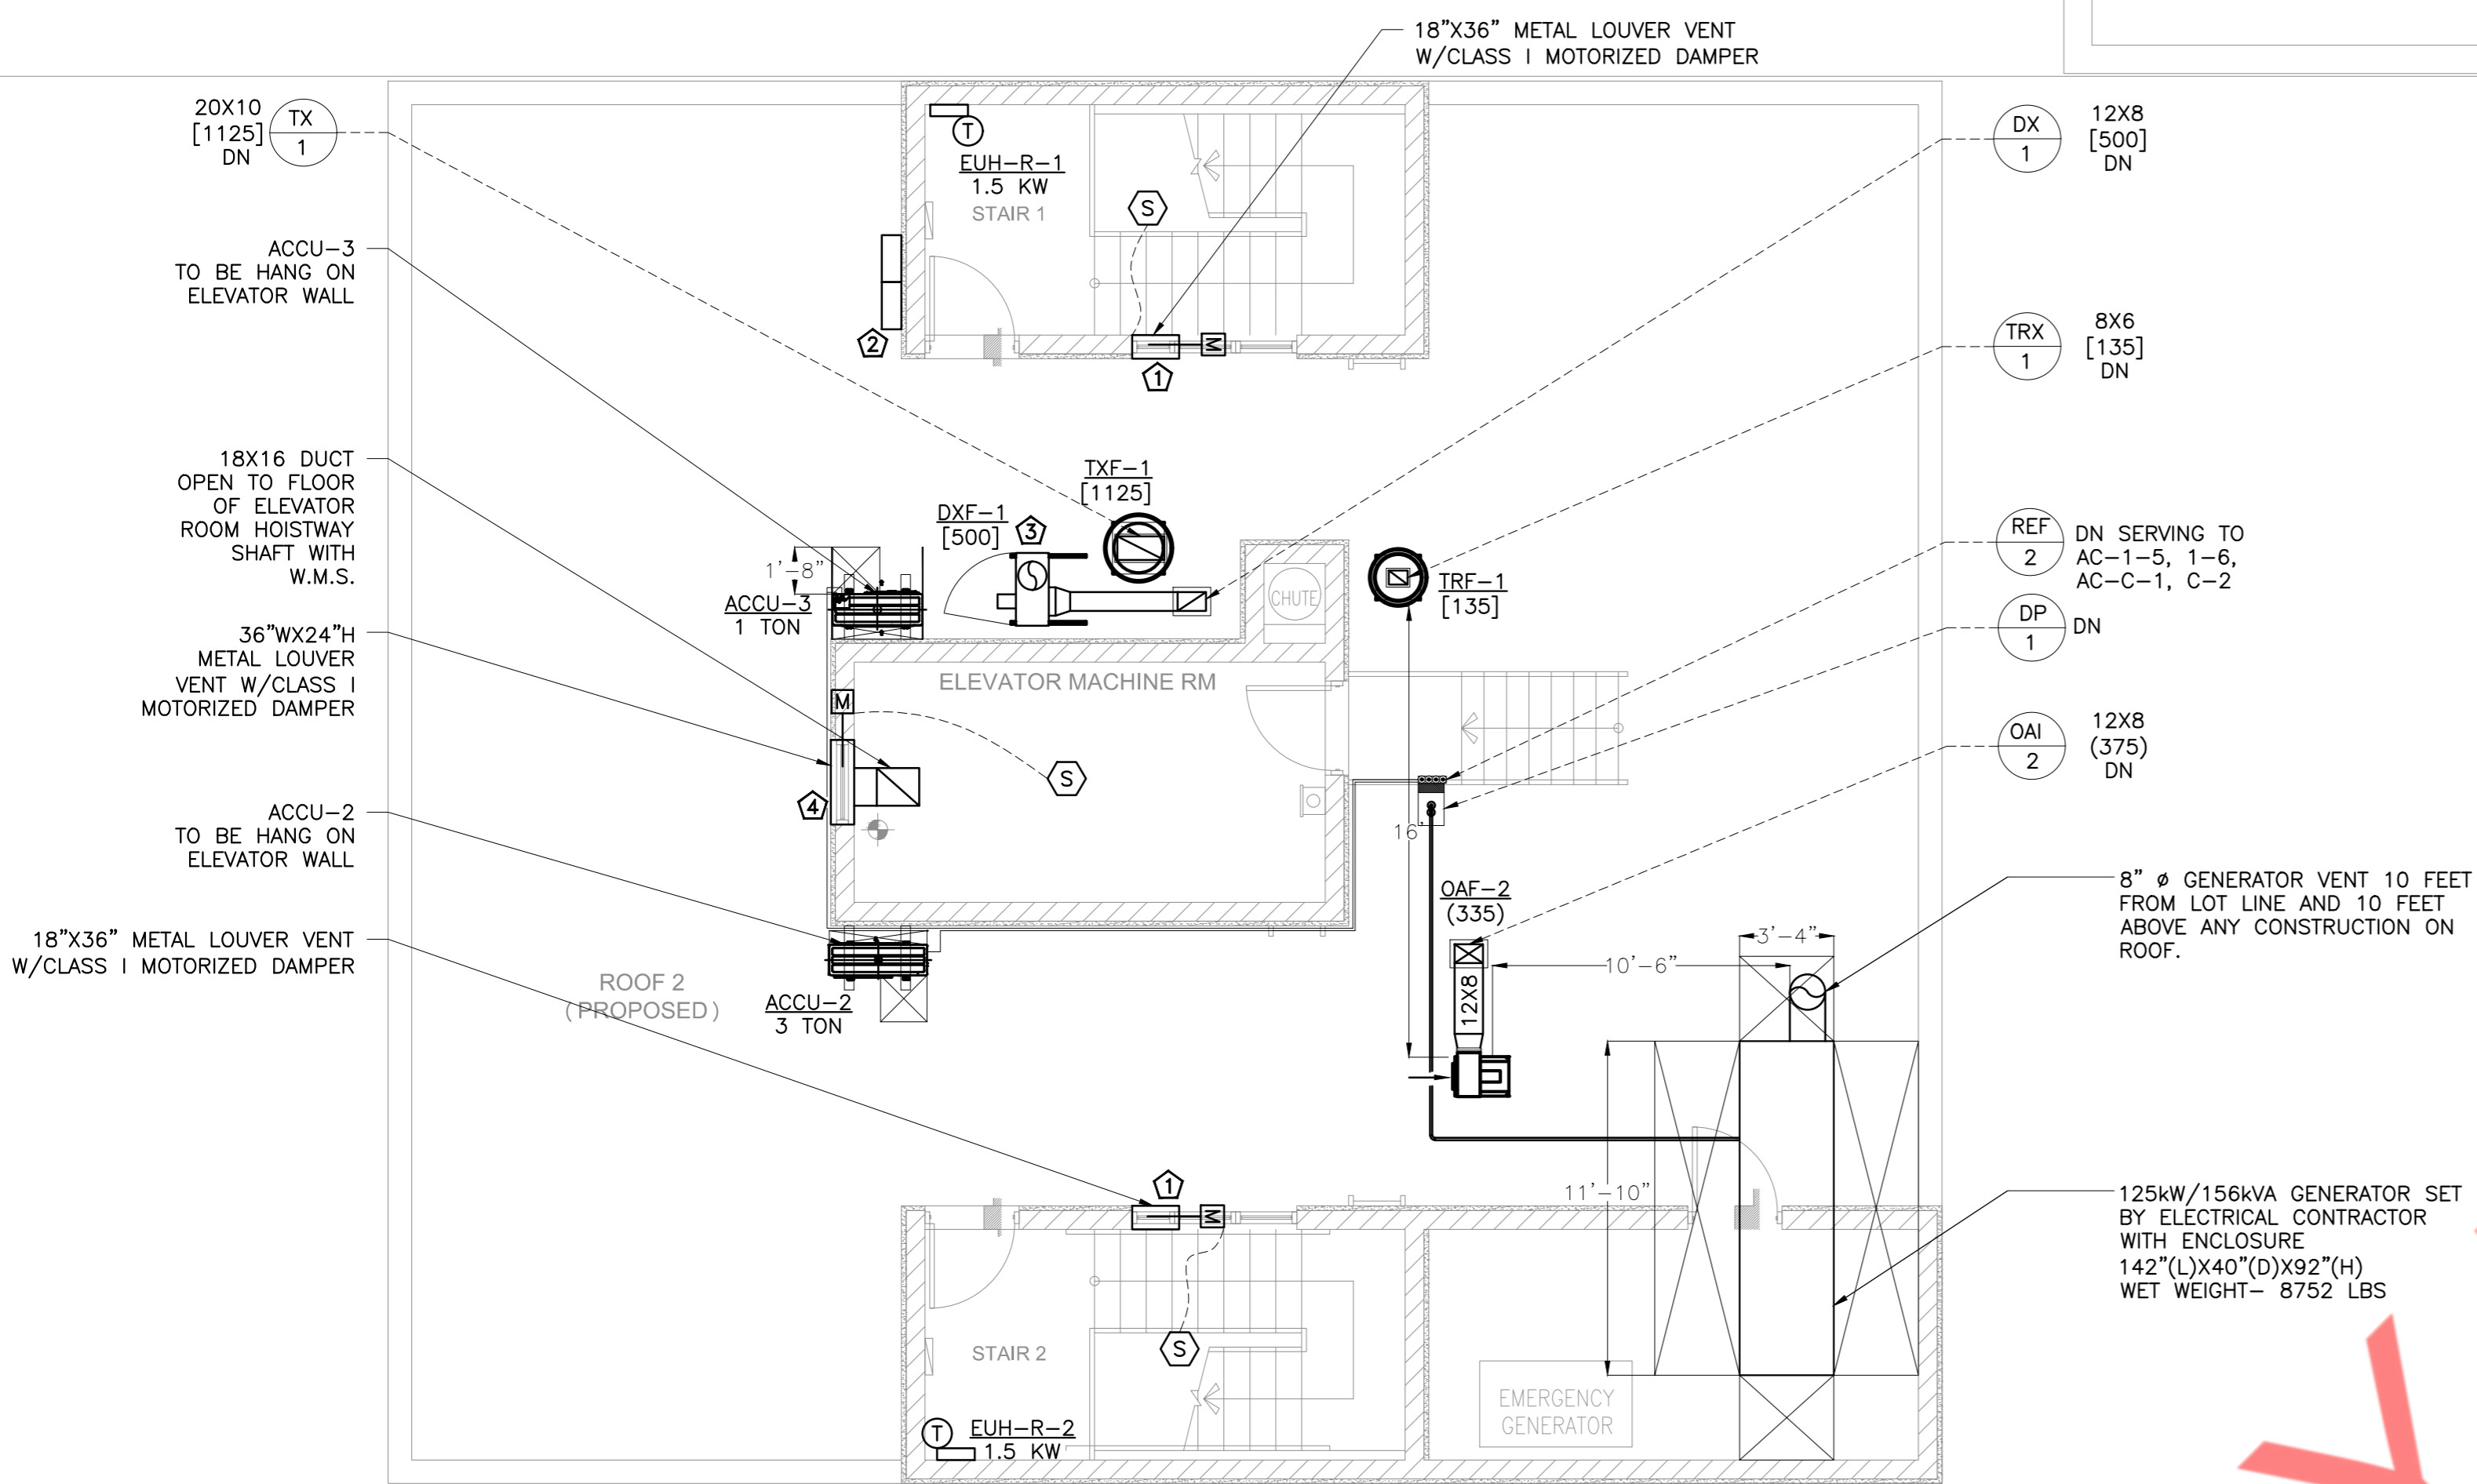 18"X36" METAL LOUVER VENT
W/CLASS I MOTORIZED DAMPER
20X10
[1125]
DN
TX
1
ACCU-3
TO BE HANG ON
ELEVATOR WALL
18X16 DUCT
OPEN TO FLOOR
OF ELEVATOR
ROOM HOISTWAY
SHAFT WITH
W.M.S.
36"WX24"H
METAL LOUVER
VENT W/CLASS I
MOTORIZED DAMPER
ACCU-2
TO BE HANG ON
ELEVATOR WALL
18"X36" METAL LOUVER VENT
W/CLASS I MOTORIZED DAMPER
T
EUH-R-1
1.5 KW
STAIR 1
S
2
M
1
TXF-1
[1125]
DXF-1
[500]
3
1'-8"
ACCU-3
1 TON
CHUTE
TRF-1
[135]
ELEVATOR MACHINE RM
M
S
4
16'
OAF-2
(335)
12X8
10'-6"
3'-4"
ROOF 2
(PROPOSED)
ACCU-2
3 TON
11'-10"
1
M
STAIR 2
S
T
EUH-R-2
1.5 KW
EMERGENCY
GENERATOR
DX
1
12X8
[500]
DN
TRX
1
8X6
[135]
DN
REF
2
DN SERVING TO
AC-1-5, 1-6,
AC-C-1, C-2
DP
1
DN
OAI
2
12X8
(375)
DN
8" ø GENERATOR VENT 10 FEET
FROM LOT LINE AND 10 FEET
ABOVE ANY CONSTRUCTION ON
ROOF.
125kW/156kVA GENERATOR SET
BY ELECTRICAL CONTRACTOR
WITH ENCLOSURE
142"(L)X40"(D)X92"(H)
WET WEIGHT- 8752 LBS